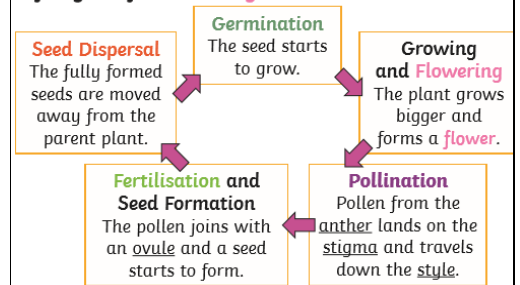 Germination
The seed starts
to grow.
Seed Dispersal
The fully formed
seeds are moved
away from the
parent plant.
Growing
and Flowering
The plant grows
bigger and
forms a flower.
Fertilisation and
Seed Formation
The pollen joins with
an ovule and a seed
starts to form.
Pollination
Pollen from the
anther lands on the
stigma and travels
down the style.